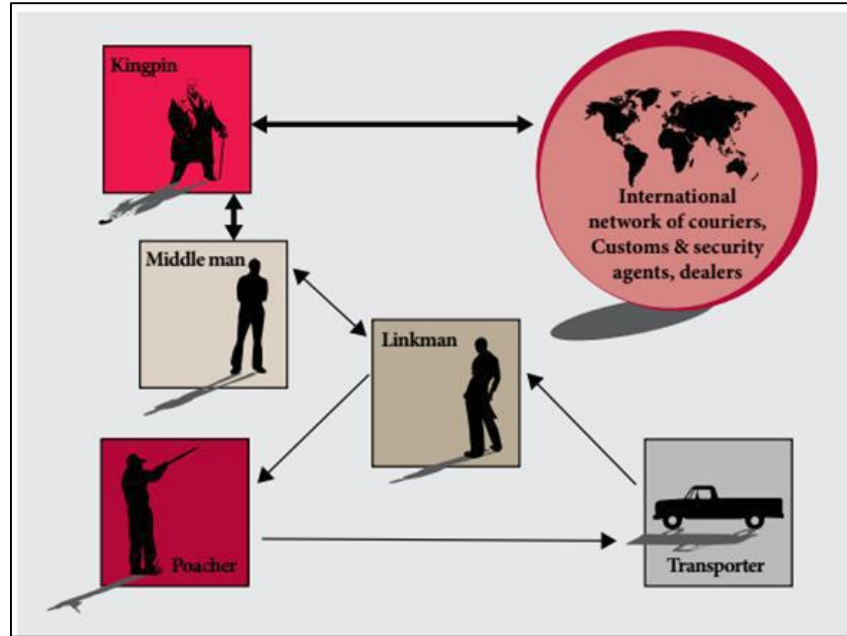 Kingpin
International
network of couriers,
Customs & security
agents, dealers
Middle man
Linkman
Poacher
Transporter